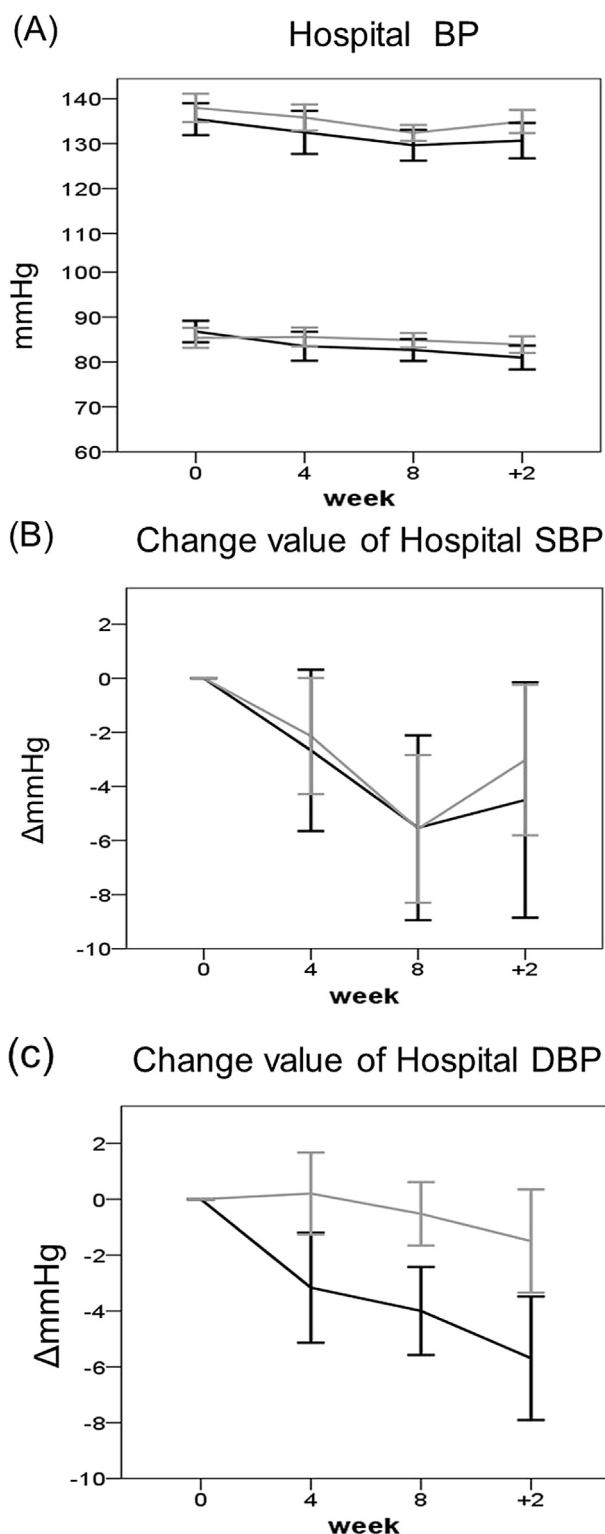 (A) Hospital BP
mmHg
140
130
120
110
100
90
80
70
60
0 4 8 +2
week
(B) Change value of Hospital SBP
ΔmmHg
2
0
-2
-4
-6
-8
-10
0 4 8 +2
week
(c) Change value of Hospital DBP
ΔmmHg
2
0
-2
-4
-6
-8
-10
0 4 8 +2
week